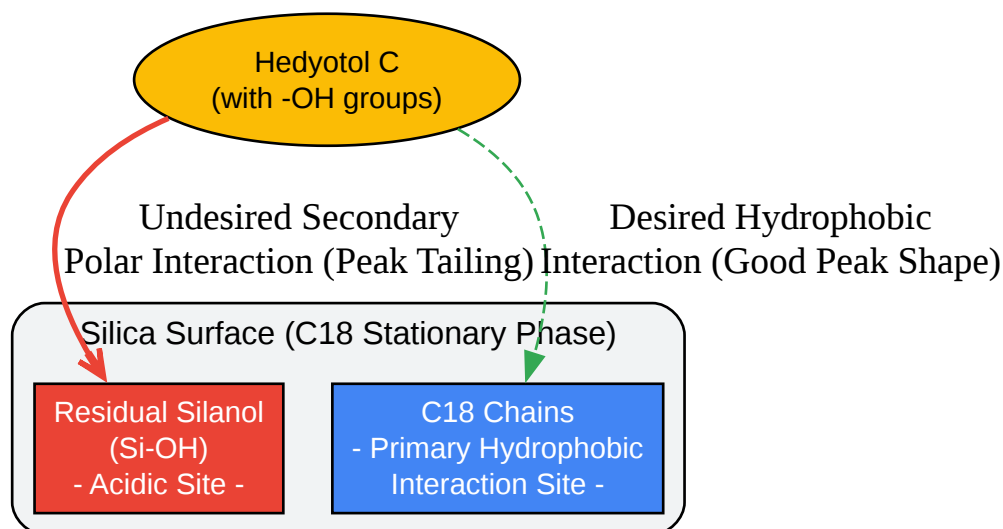 Hedyotol C
(with -OH groups)
Undesired Secondary
Polar Interaction (Peak Tailing)
Desired Hydrophobic
Interaction (Good Peak Shape)
Silica Surface (C18 Stationary Phase)
Residual Silanol
(Si-OH)
- Acidic Site -
C18 Chains
- Primary Hydrophobic
Interaction Site -